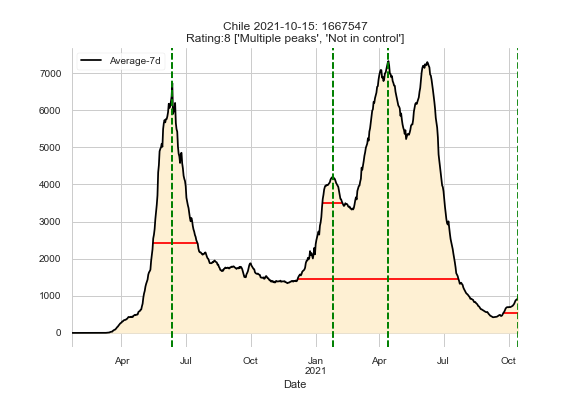 Chile 2021-10-15: 1667547
Rating:8 ['Multiple peaks', 'Not in control']
Average-7d
7000
6000
5000
4000
3000
2000
1000
0
Apr Jul Oct Jan Apr Jul Oct
2021
Date